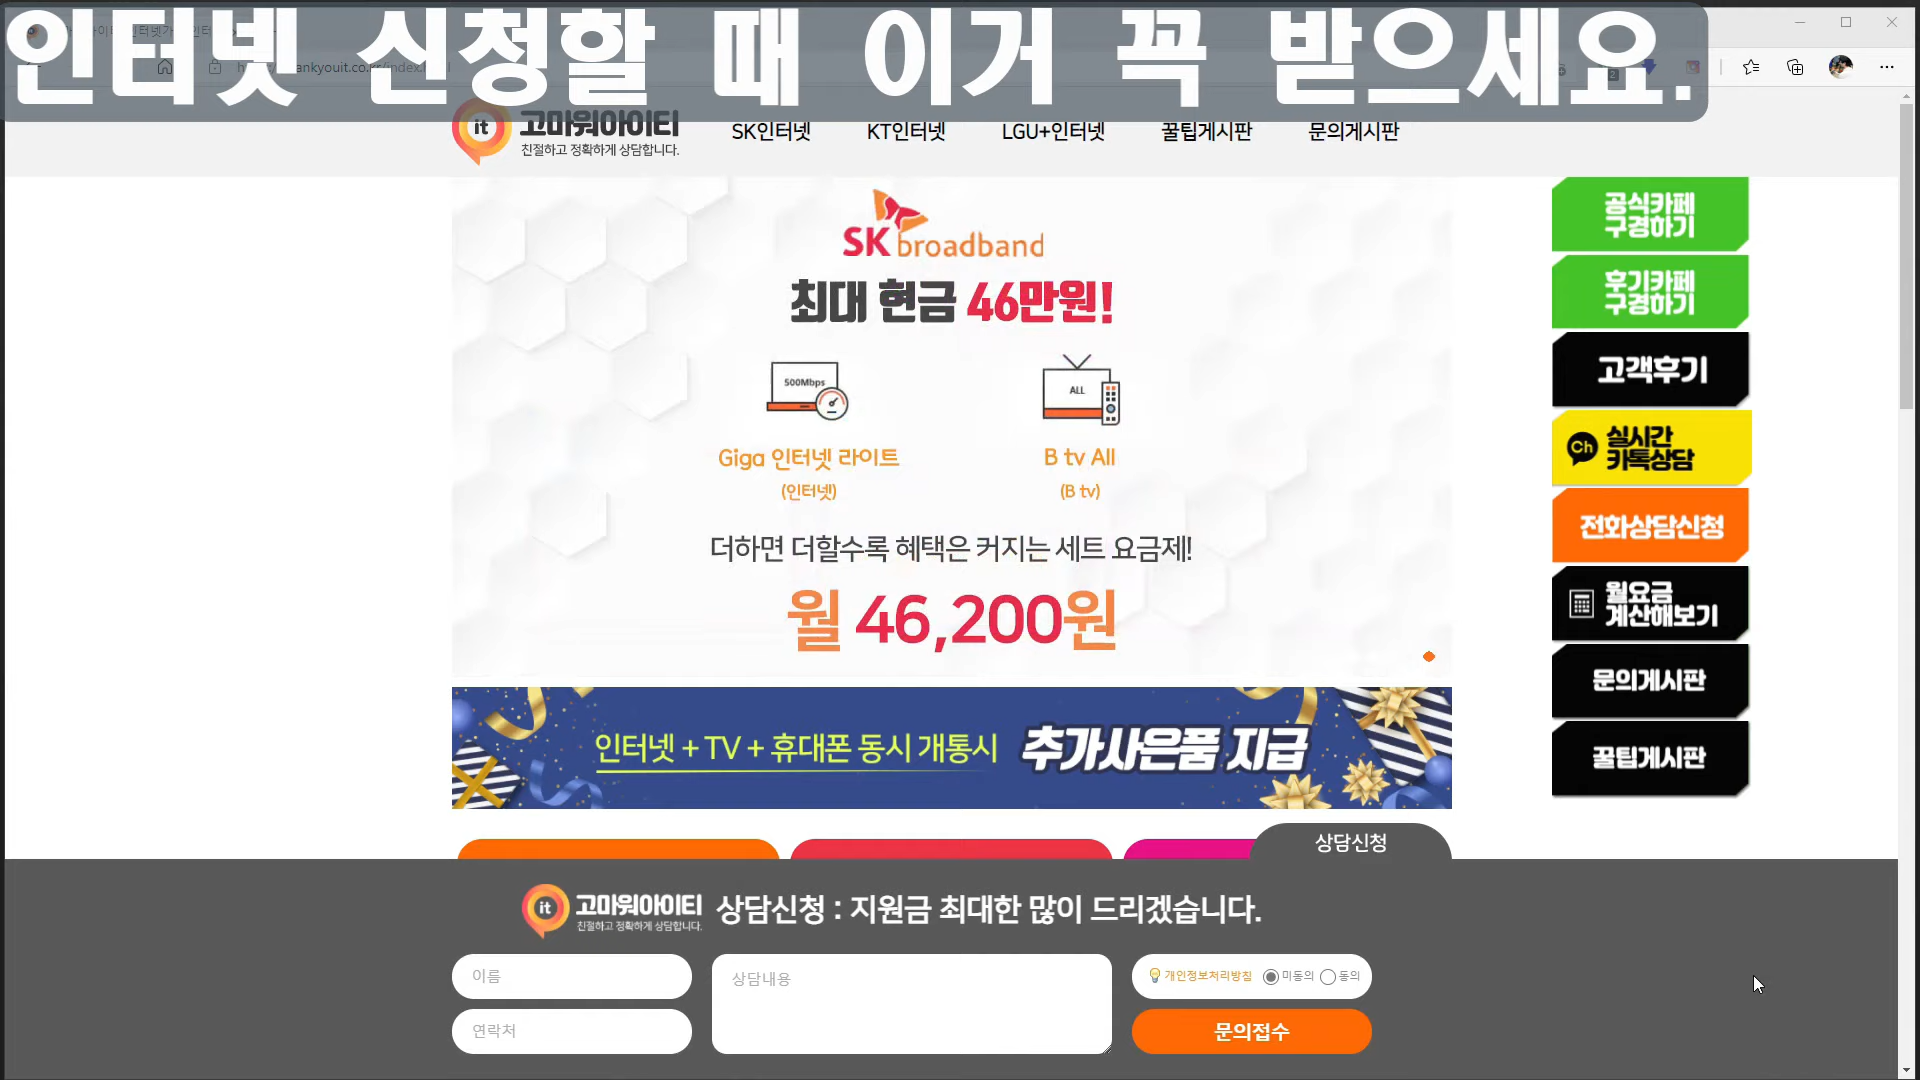 인터넷 신청할 때 이거 꼭 받으세요.
ankyouit.co.kr/index.
it 고마워아이티
친절하고 정확하게 상담합니다.
SK인터넷 KT인터넷 LGU+인터넷 꿀팁게시판 문의게시판
SK broadband
최대 현금 46만원!
500Mbps
ALL
Giga 인터넷 라이트
(인터넷)
B tv All
(B tv)
더하면 더할수록 혜택은 커지는 세트 요금제!
월 46,200원
인터넷 + TV + 휴대폰 동시 개통시 추가사은품 지급
공식카페
구경하기
후기카페
구경하기
고객후기
Ch 실시간
카톡상담
전화상담신청
월요금
계산해보기
문의게시판
꿀팁게시판
상담신청
it 고마워아이티
친절하고 정확하게 상담합니다.
상담신청 : 지원금 최대한 많이 드리겠습니다.
이름
연락처
상담내용
개인정보처리방침 미동의 동의
문의접수